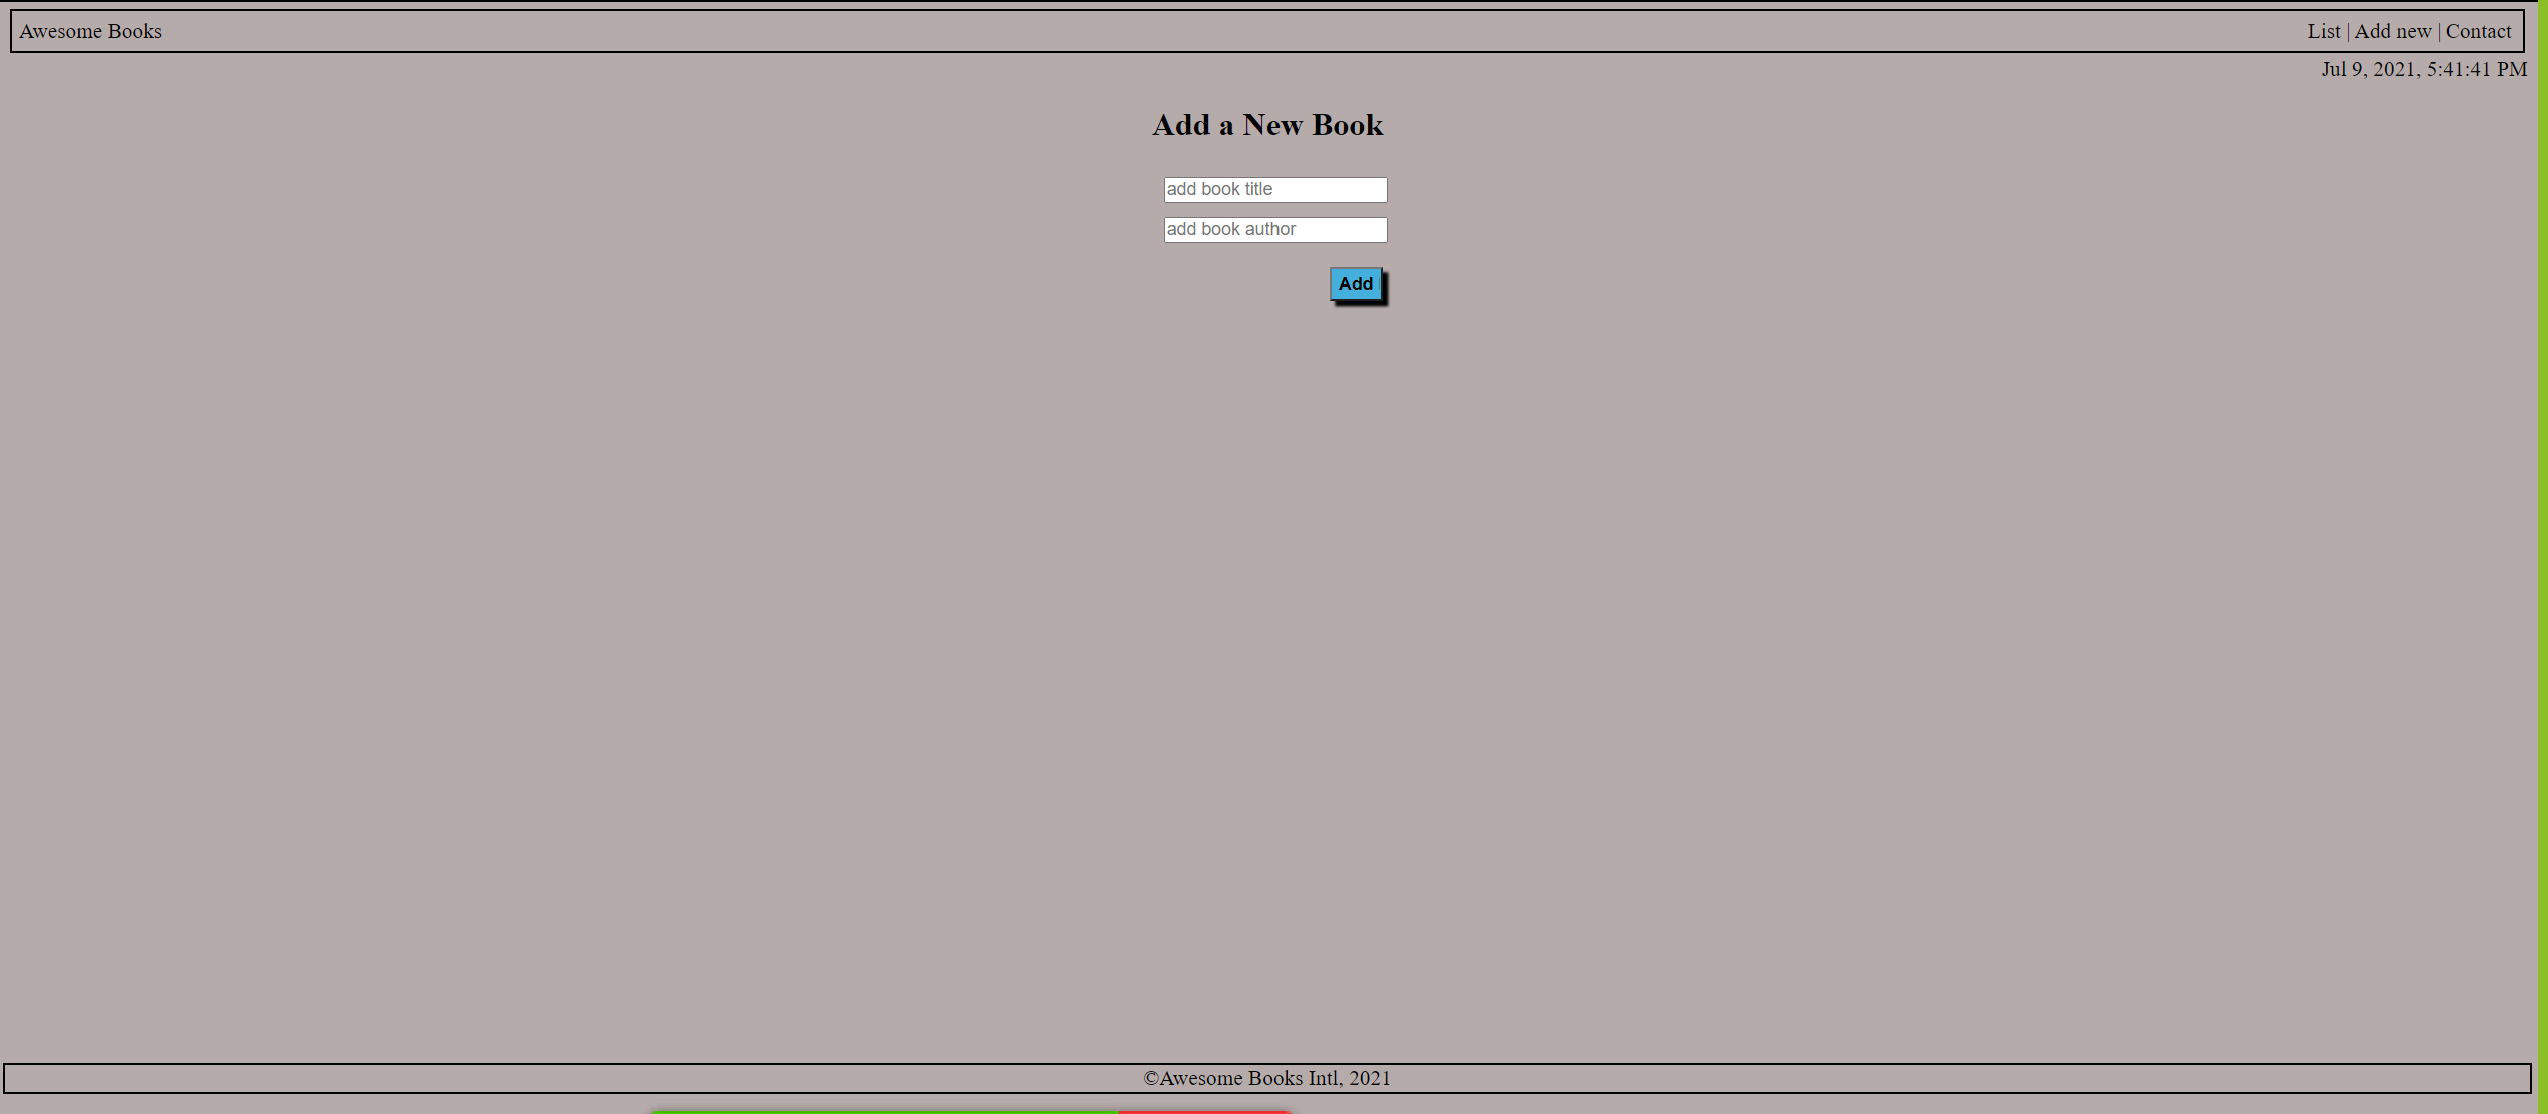 Awesome Books
List | Add new | Contact
Jul 9, 2021, 5:41:41 PM
Add a New Book
add book title
add book author
Add
©Awesome Books Intl, 2021